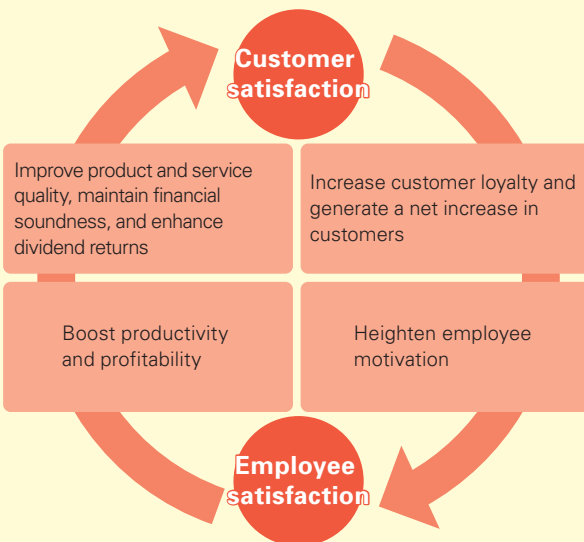 Customer
satisfaction
Improve product and service
quality, maintain financial
soundness, and enhance
dividend returns
Increase customer loyalty and
generate a net increase in
customers
Boost productivity
and profitability
Heighten employee
motivation
Employee
satisfaction